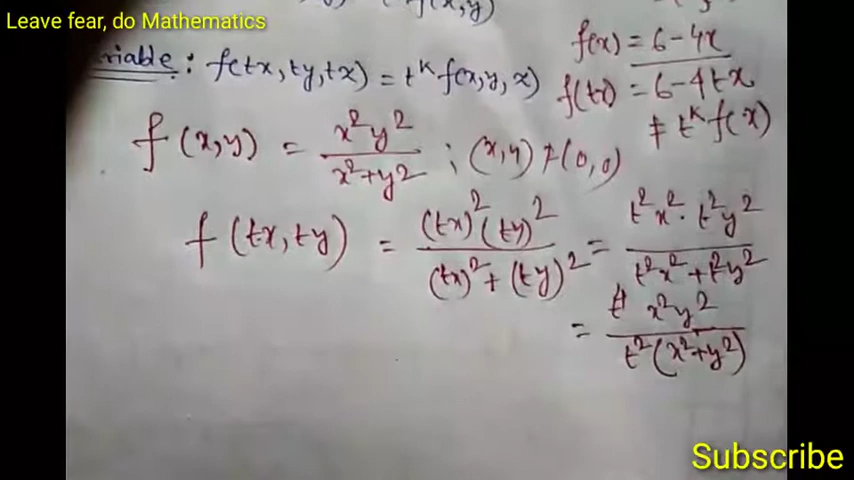 Leave fear, do Mathematics
f(x,y)
f(x) = 6-4x
riable : f(tx, ty, tx) = t^k f(x, y, x)
f(tx) = 6-4tx
≠ t^k f(x)
f(x,y) = x²y² / x²+y² ; (x,y) ≠ (0,0)
f(tx, ty) = (tx)²(ty)² / (tx)²+(ty)² = t²x²·t²y² / t²x²+t²y²
= t⁴ x²y² / t²(x²+y²)
Subscribe